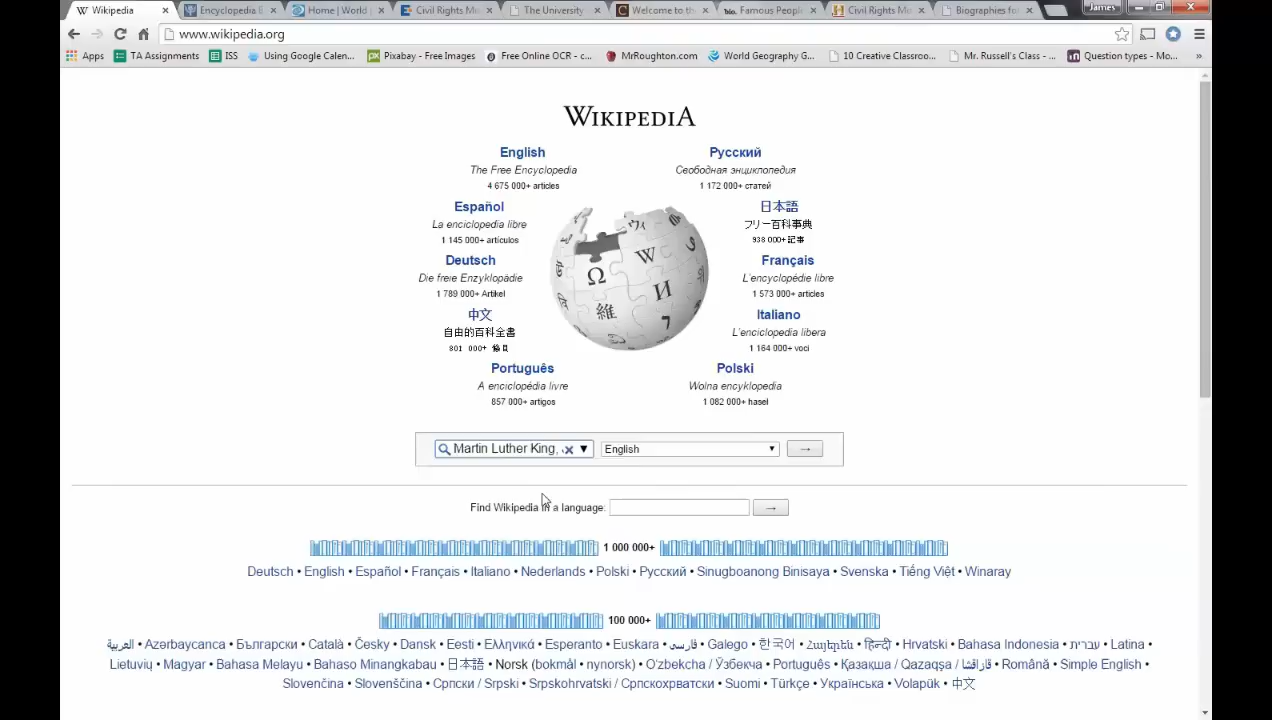 Wikipedia
Encyclopedia
Home | World
Civil Rights Mo
The University
Welcome to th
Famous People
Civil Rights Mo
Biographies for
James
www.wikipedia.org
Apps
TA Assignments
ISS
Using Google Calen...
Pixabay - Free Images
Free Online OCR - c...
MrRoughton.com
World Geography G...
10 Creative Classroo...
Mr. Russell's Class - ...
Question types - Mo...
»
WIKIPEDIA
English
The Free Encyclopedia
4 675 000+ articles
Русский
Свободная энциклопедия
1 172 000+ статей
Español
La enciclopedia libre
1 145 000+ artículos
日本語
フリー百科事典
938 000+ 記事
Deutsch
Die freie Enzyklopädie
1 789 000+ Artikel
Français
L'encyclopédie libre
1 573 000+ articles
Ω W И 維 7
中文
自由的百科全書
801 000+ 條目
Italiano
L'enciclopedia libera
1 164 000+ voci
Português
A enciclopédia livre
857 000+ artigos
Polski
Wolna encyklopedia
1 082 000+ haseł
Martin Luther King,
English
→
Find Wikipedia in a language:
→
1 000 000+
Deutsch • English • Español • Français • Italiano • Nederlands • Polski • Русский • Sinugboanong Binisaya • Svenska • Tiếng Việt • Winaray
100 000+
العربية • Azərbaycanca • Български • Català • Česky • Dansk • Eesti • Ελληνικά • Esperanto • Euskara • فارسی • Galego • 한국어 • Հայերեն • हिन्दी • Hrvatski • Bahasa Indonesia • עברית • Latina •
Lietuvių • Magyar • Bahasa Melayu • Bahaso Minangkabau • 日本語 • Norsk (bokmål • nynorsk) • O'zbekcha / Ўзбекча • Português • Қазақша / Qazaqşa / قازاقشا • Română • Simple English •
Slovenčina • Slovenščina • Српски / Srpski • Srpskohrvatski / Српскохрватски • Suomi • Türkçe • Українська • Volapük • 中文